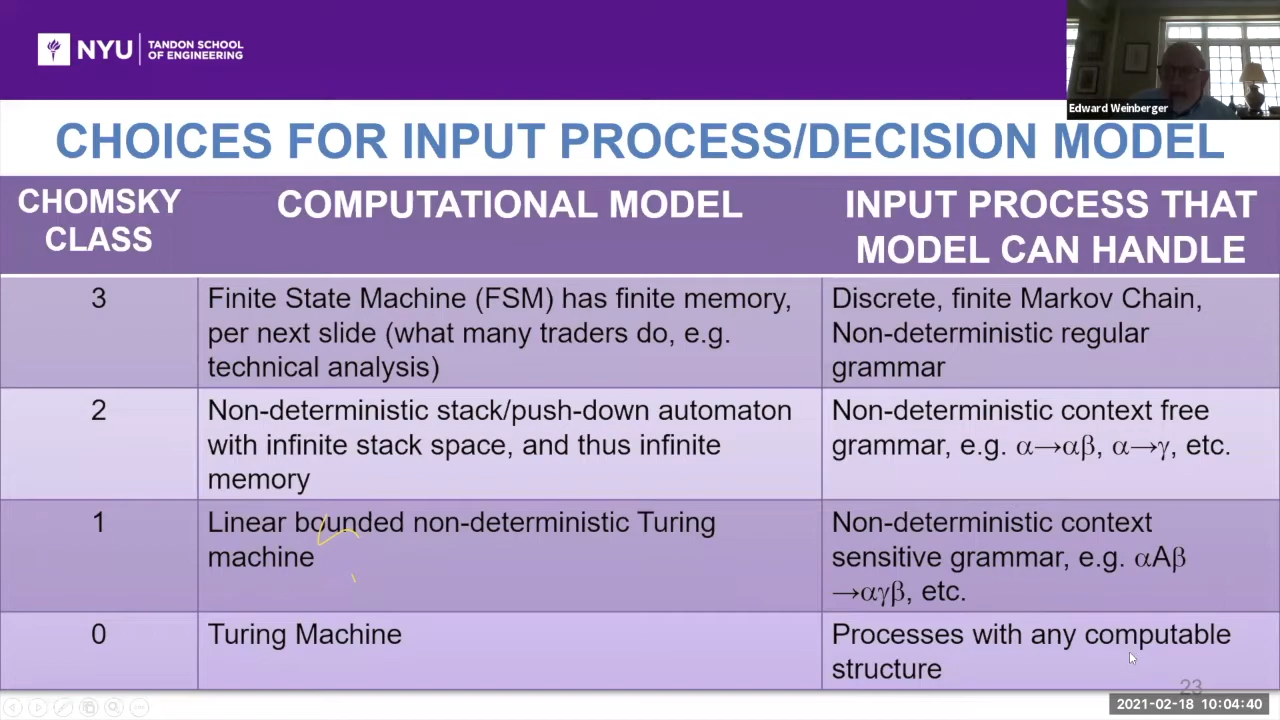 NYU
TANDON SCHOOL
OF ENGINEERING
Edward Weinberger
CHOICES FOR INPUT PROCESS/DECISION MODEL
CHOMSKY
CLASS
COMPUTATIONAL MODEL
INPUT PROCESS THAT
MODEL CAN HANDLE
3
Finite State Machine (FSM) has finite memory,
per next slide (what many traders do, e.g.
technical analysis)
Discrete, finite Markov Chain,
Non-deterministic regular
grammar
2
Non-deterministic stack/push-down automaton
with infinite stack space, and thus infinite
memory
Non-deterministic context free
grammar, e.g. α→αβ, α→γ, etc.
1
Linear bounded non-deterministic Turing
machine
Non-deterministic context
sensitive grammar, e.g. αAβ
→αγβ, etc.
0
Turing Machine
Processes with any computable
structure
23
2021-02-18 10:04:40